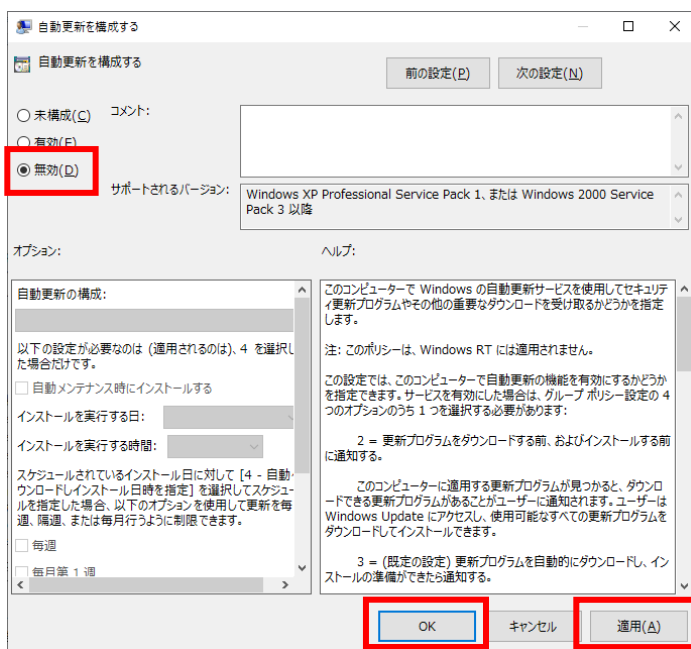 自動更新を構成する
自動更新を構成する
前の設定(P)
次の設定(N)
未構成(C)
コメント:
有効(E)
無効(D)
サポートされるバージョン:
Windows XP Professional Service Pack 1、または Windows 2000 Service
Pack 3 以降
オプション:
ヘルプ:
自動更新の構成:
以下の設定が必要なのは (適用されるのは)、4 を選択し
た場合だけです。
自動メンテナンス時にインストールする
インストールを実行する日:
インストールを実行する時間:
スケジュールされているインストール日に対して [4 - 自動
ウンロードしインストール日時を指定] を選択してスケジュー
ルを指定した場合、以下のオプションを使用して更新を毎
週、隔週、または毎月行うように制限できます。
毎週
毎月第 1 週
このコンピューターで Windows の自動更新サービスを使用してセキュリテ
ィ更新プログラムやその他の重要なダウンロードを受け取るかどうかを指定
します。
注: このポリシーは、Windows RT には適用されません。
この設定では、このコンピューターで自動更新の機能を有効にするかどうか
を指定できます。サービスを有効にした場合は、グループ ポリシー設定の 4
つのオプションのうち 1 つを選択する必要があります:
2 = 更新プログラムをダウンロードする前、およびインストールする前
に通知する。
このコンピューターに適用する更新プログラムが見つかると、ダウンロ
ードできる更新プログラムがあることがユーザーに通知されます。ユーザーは
Windows Update にアクセスし、使用可能なすべての更新プログラムを
ダウンロードしてインストールできます。
3 = (既定の設定) 更新プログラムを自動的にダウンロードし、イン
ストールの準備ができたら通知する。
OK
キャンセル
適用(A)